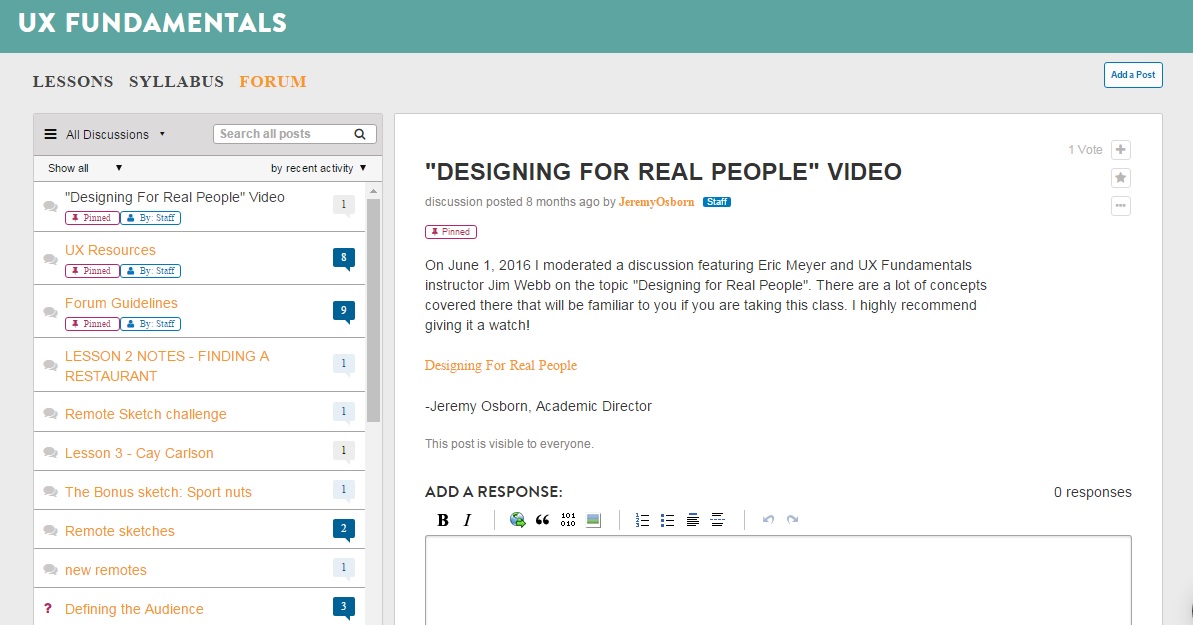 UX FUNDAMENTALS
LESSONS SYLLABUS FORUM
Add a Post
All Discussions
Search all posts
Show all
by recent activity
"Designing For Real People" Video
1
Pinned By: Staff
UX Resources
8
Pinned By: Staff
Forum Guidelines
9
Pinned By: Staff
LESSON 2 NOTES - FINDING A
RESTAURANT
1
Remote Sketch challenge
1
Lesson 3 - Cay Carlson
1
The Bonus sketch: Sport nuts
1
Remote sketches
2
new remotes
1
? Defining the Audience
3
1 Vote
"DESIGNING FOR REAL PEOPLE" VIDEO
discussion posted 8 months ago by JeremyOsborn Staff
Pinned
On June 1, 2016 I moderated a discussion featuring Eric Meyer and UX Fundamentals
instructor Jim Webb on the topic "Designing for Real People". There are a lot of concepts
covered there that will be familiar to you if you are taking this class. I highly recommend
giving it a watch!
Designing For Real People
-Jeremy Osborn, Academic Director
This post is visible to everyone.
ADD A RESPONSE:
0 responses
B I
101
010